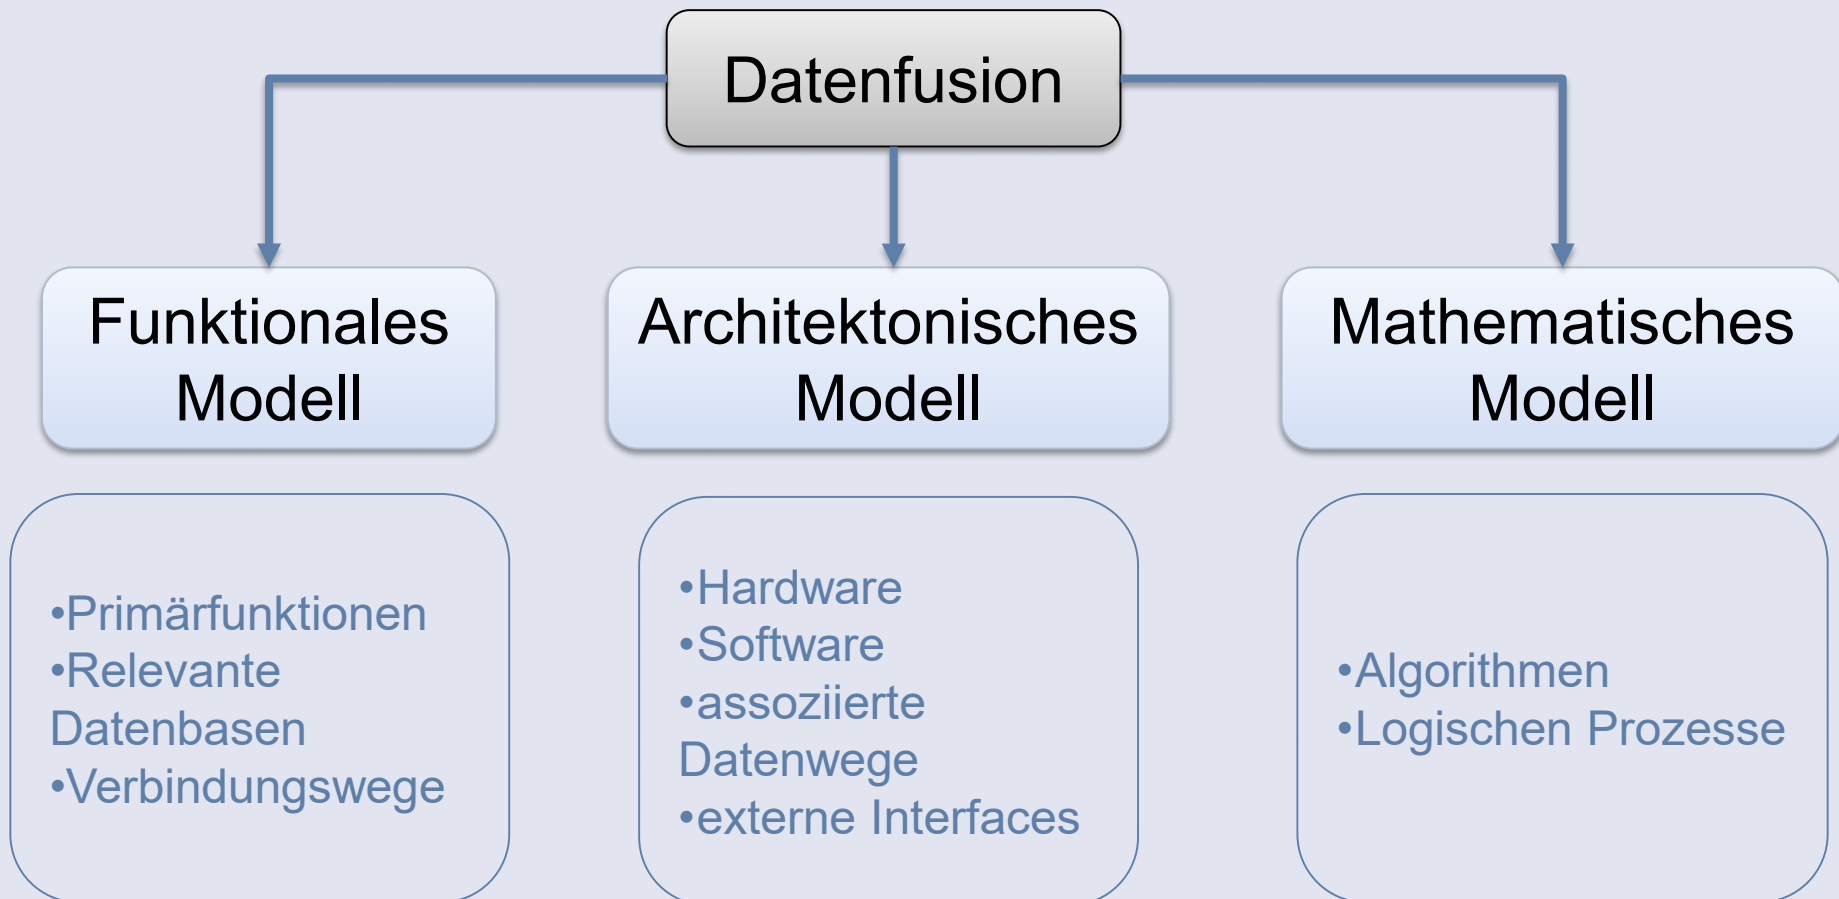 Datenfusion
Funktionales
Modell
Architektonisches
Modell
Mathematisches
Modell
•Primärfunktionen
•Relevante
Datenbasen
•Verbindungswege
•Hardware
•Software
•assoziierte
Datenwege
•externe Interfaces
•Algorithmen
•Logischen Prozesse